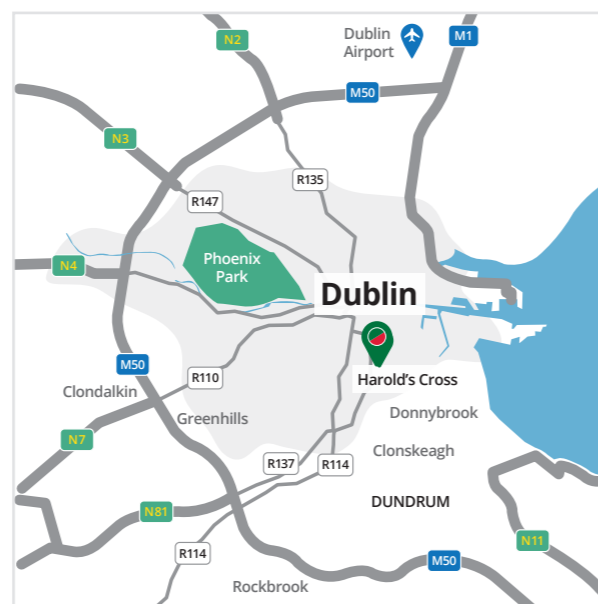 N2
Dublin
Airport
M1
M50
N3
R135
R147
Phoenix
Park
N4
Dublin
M50
R110
Harold's Cross
Clondalkin
Donnybrook
Greenhills
N7
Clonskeagh
R137
R114
DUNDRUM
N81
N11
R114
M50
Rockbrook